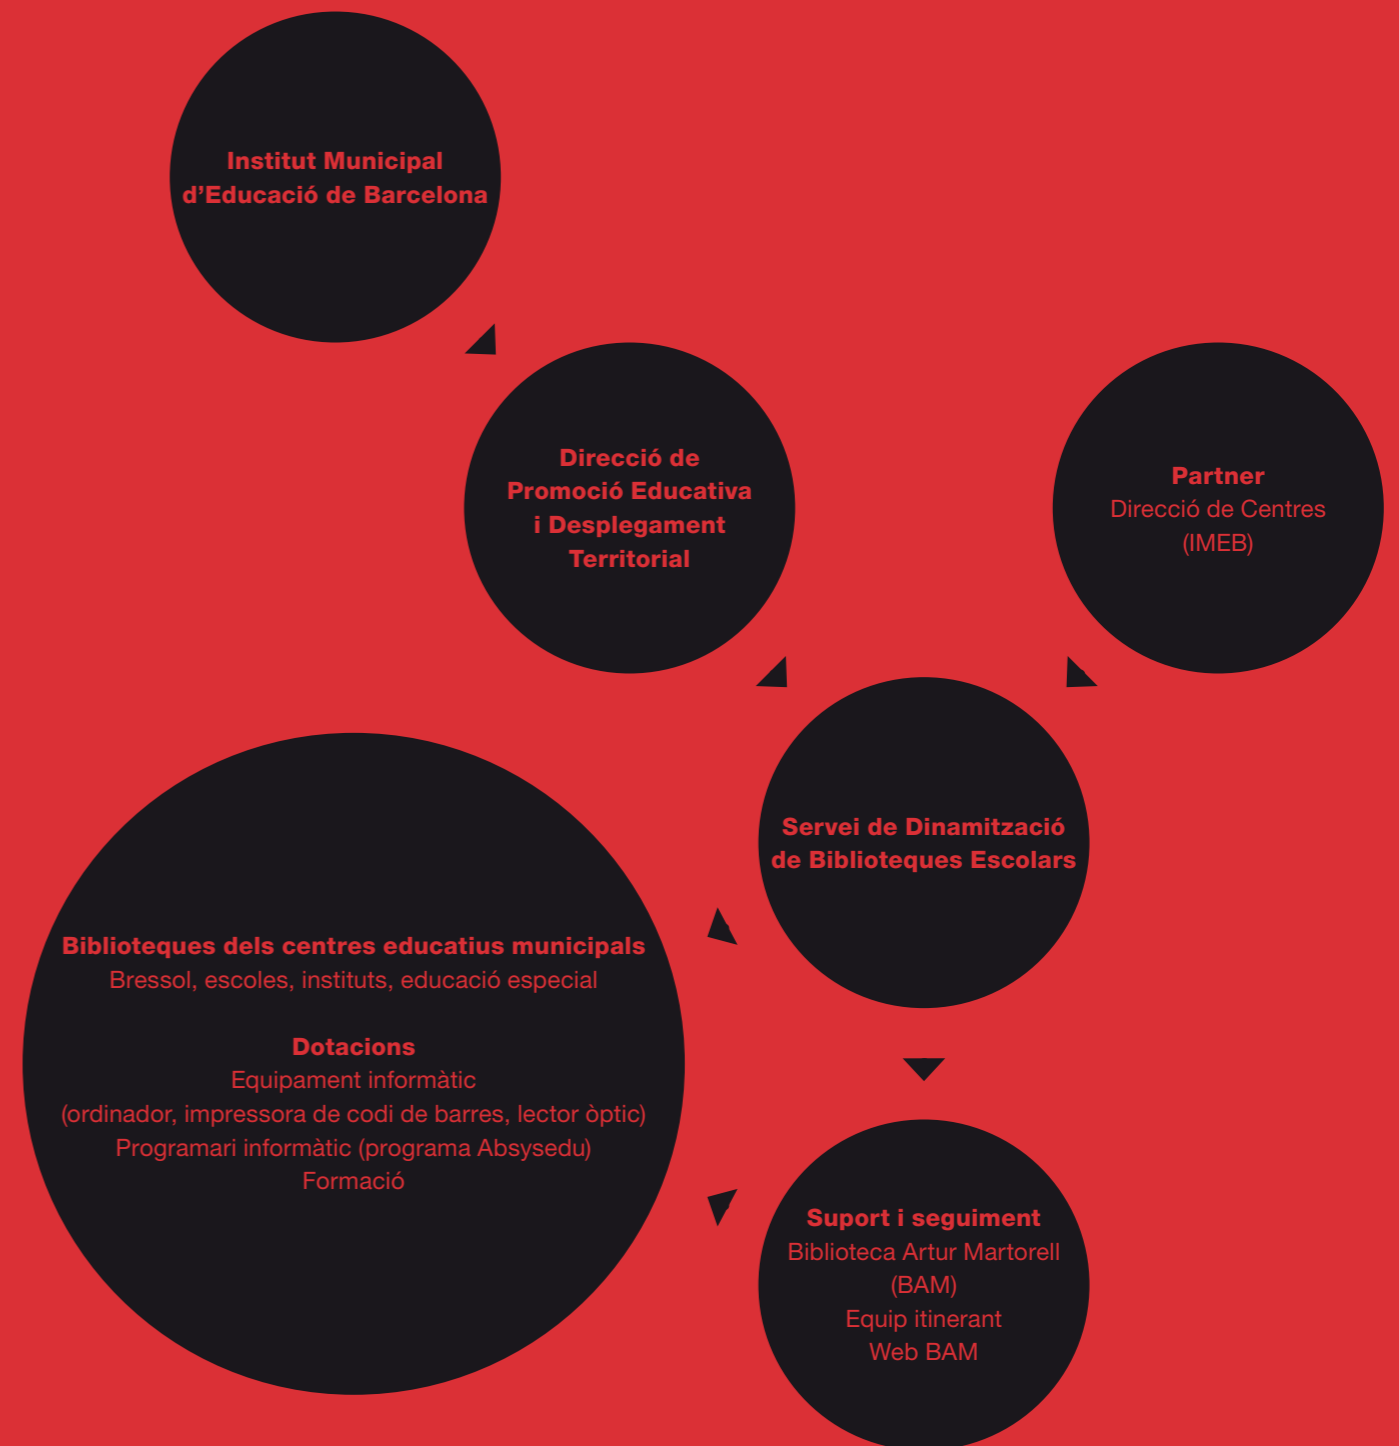 Institut Municipal
d’Educació de Barcelona
Direcció de
Promoció Educativa
i Desplegament
Territorial
Partner
Direcció de Centres
(IMEB)
Servei de Dinamització
de Biblioteques Escolars
Biblioteques dels centres educatius municipals
Bressol, escoles, instituts, educació especial
Dotacions
Equipament informàtic
(ordinador, impressora de codi de barres, lector òptic)
Programari informàtic (programa Absysedu)
Formació
Suport i seguiment
Biblioteca Artur Martorell
(BAM)
Equip itinerant
Web BAM